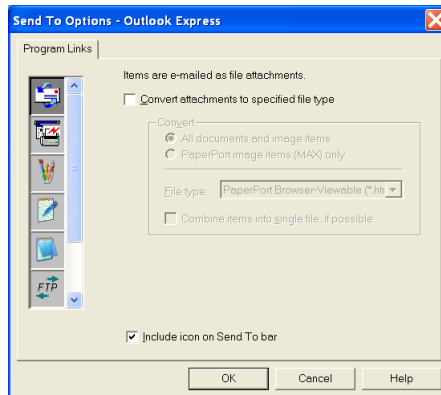 Send To Options - Outlook Express
Program Links
Items are e-mailed as file attachments.
Convert attachments to specified file type
Convert
All documents and image items
PaperPort image items (MAX) only.
File type: PaperPort Browser-Viewable (*.htm
Combine items into single file, if possible
FTP
Include icon on Send To bar
OK Cancel Help